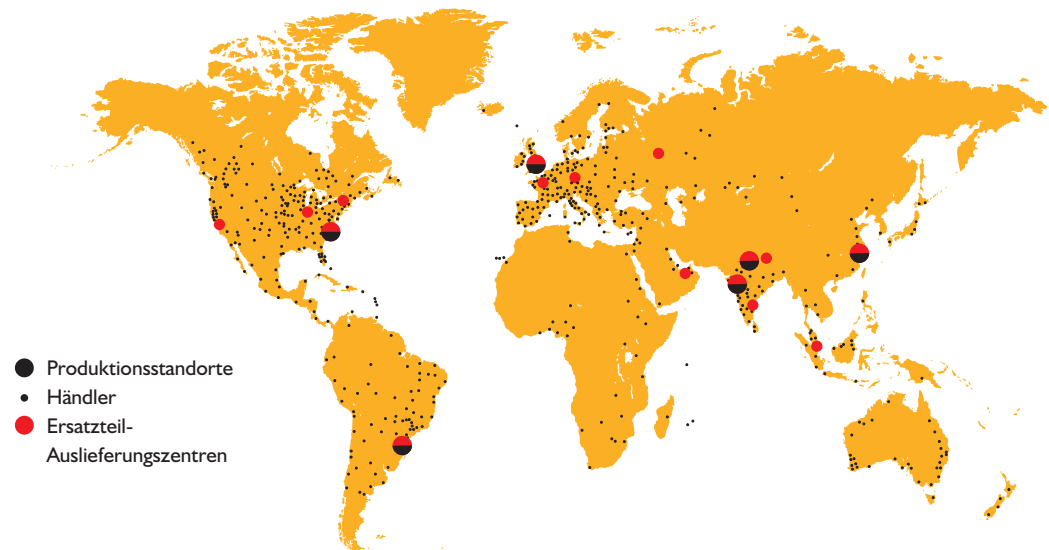 Produktionsstandorte
Händler
Ersatzteil-
Auslieferungszentren